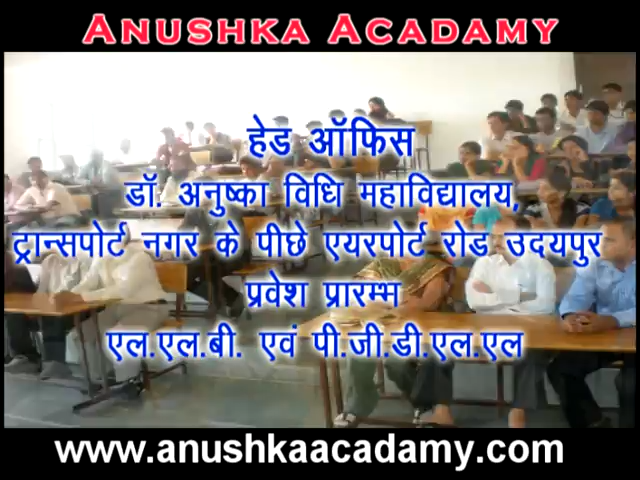 ANUSHKA ACADAMY
हेड ऑफिस
डॉ. अनुष्का विधि महाविद्यालय,
ट्रान्सपोर्ट नगर के पीछे एयरपोर्ट रोड उदयपुर
प्रवेश प्रारम्भ
एल.एल.बी. एवं पी.जी.डी.एल.एल
www.anushkaacadamy.com